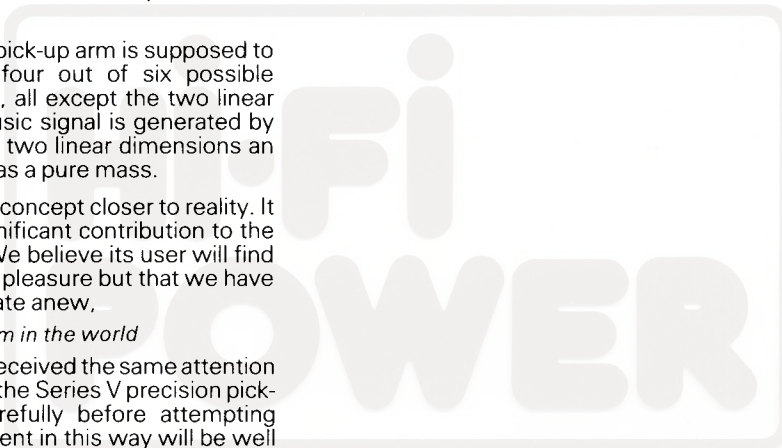 pick-up arm is supposed to
four out of six possible
, all except the two linear
usic signal is generated by
two linear dimensions an
as a pure mass.
concept closer to reality. It
nificant contribution to the
We believe its user will find
pleasure but that we have
ate anew,
m in the world
eceived the same attention
the Series V precision pick-
refully before attempting
ent in this way will be well
Hi-Fi
POWER